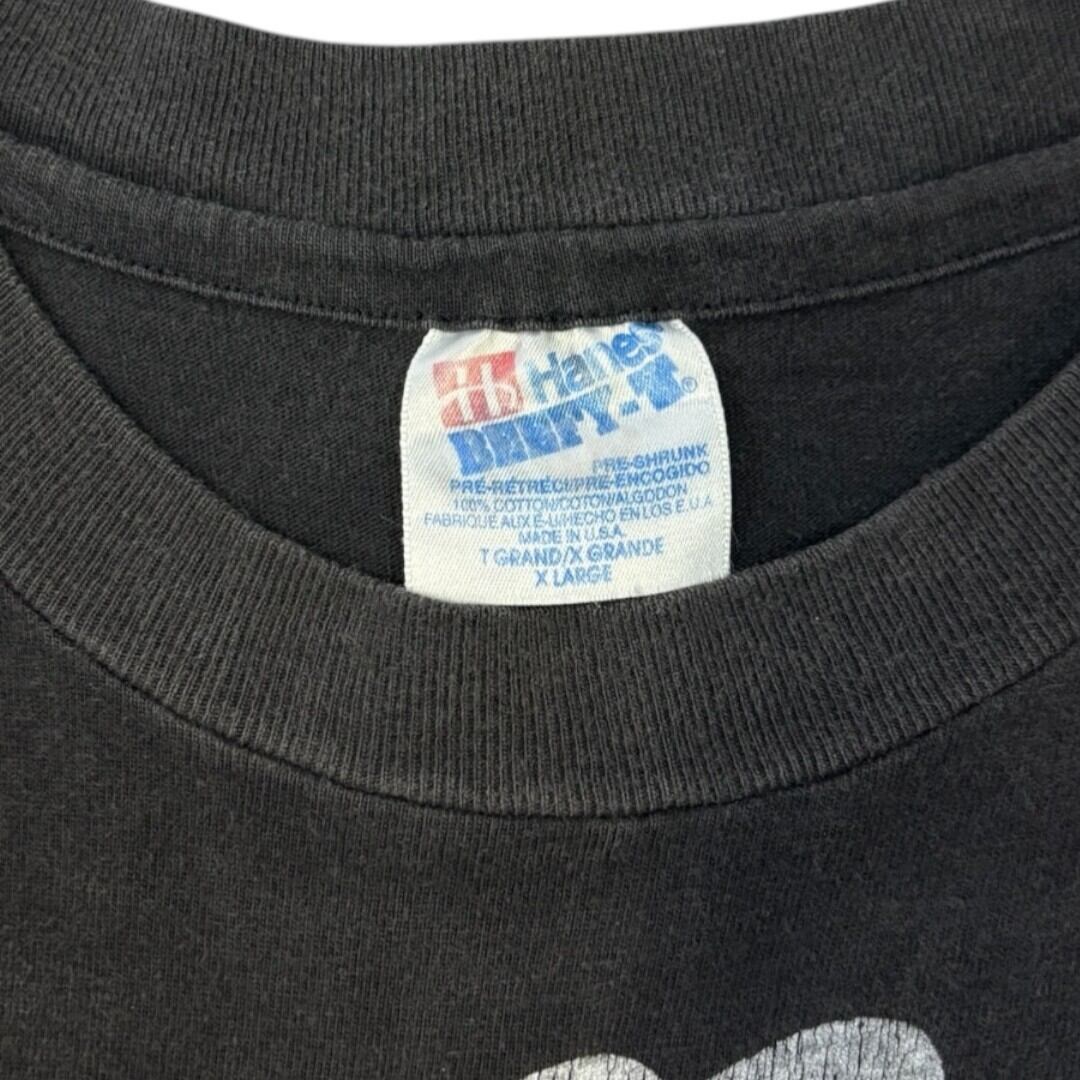 H Hanes
BEEFY-T®
PRE-SHRUNK
PRE-RETRECI/PRE-ENCOGIDO
100% COTTON/COTON/ALGODON
FABRIQUE AUX E-U/HECHO EN LOS E.U.A.
MADE IN U.S.A.
T GRAND/X GRANDE
X LARGE